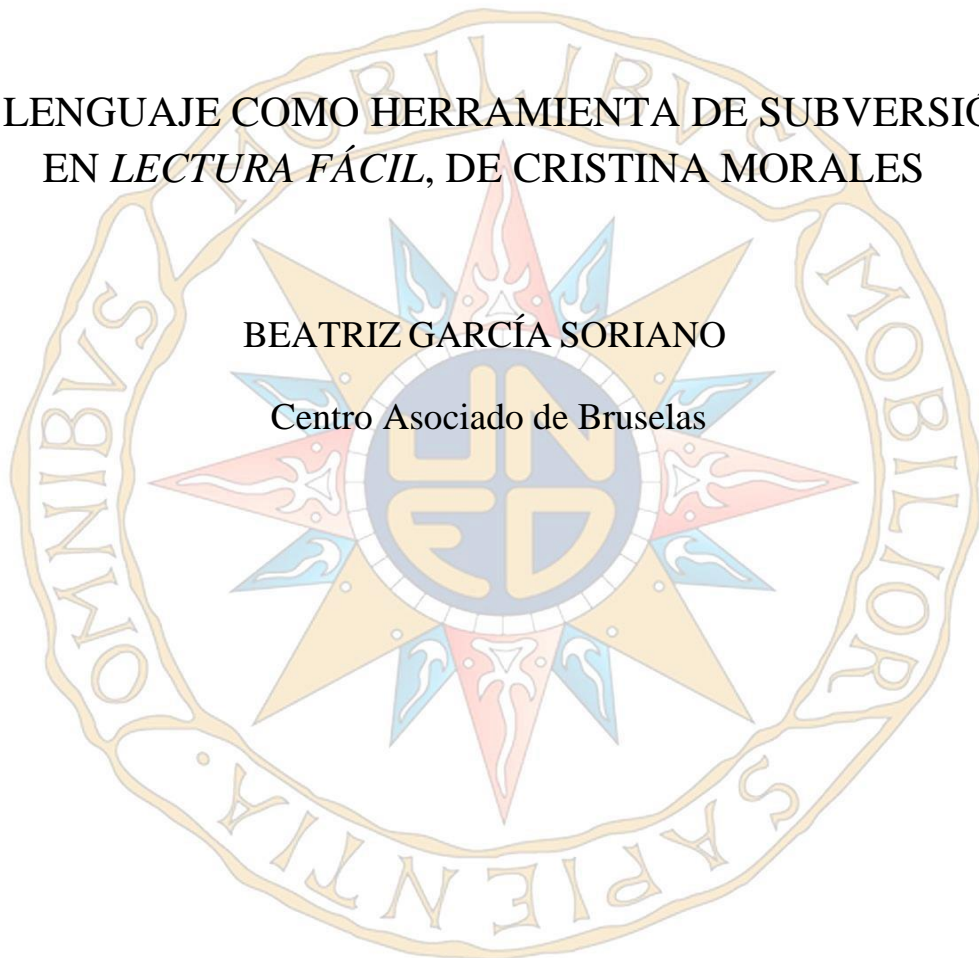 LENGUAJE COMO HERRAMIENTA DE SUBVERSIÓ
EN LECTURA FÁCIL, DE CRISTINA MORALES
BEATRIZ GARCÍA SORIANO
Centro Asociado de Bruselas
OMNIBVS MOBILIBVS MOBILIOR SAPIENTIA.
UNED